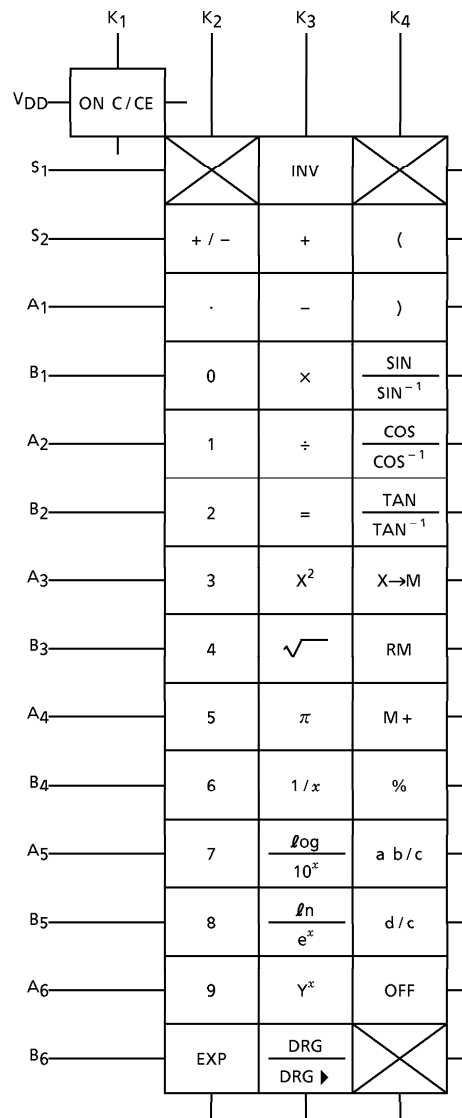 K1 K2 K3 K4
VDD ON C/CE
S1 INV
S2 +/− + (
A1 · − )
B1 0 × SIN
SIN⁻¹
A2 1 ÷ COS
COS⁻¹
B2 2 = TAN
TAN⁻¹
A3 3 X² X→M
B3 4 √ RM
A4 5 π M+
B4 6 1/x %
A5 7 ℓog a b/c
10ˣ
B5 8 ℓn d/c
eˣ
A6 9 Yˣ OFF
B6 EXP DRG
DRG ▶